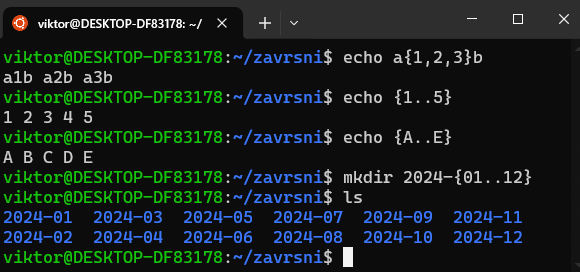 viktor@DESKTOP-DF83178: ~/
viktor@DESKTOP-DF83178:~/zavrsni$ echo a{1,2,3}b
a1b a2b a3b
viktor@DESKTOP-DF83178:~/zavrsni$ echo {1..5}
1 2 3 4 5
viktor@DESKTOP-DF83178:~/zavrsni$ echo {A..E}
A B C D E
viktor@DESKTOP-DF83178:~/zavrsni$ mkdir 2024-{01..12}
viktor@DESKTOP-DF83178:~/zavrsni$ ls
2024-01  2024-03  2024-05  2024-07  2024-09  2024-11
2024-02  2024-04  2024-06  2024-08  2024-10  2024-12
viktor@DESKTOP-DF83178:~/zavrsni$